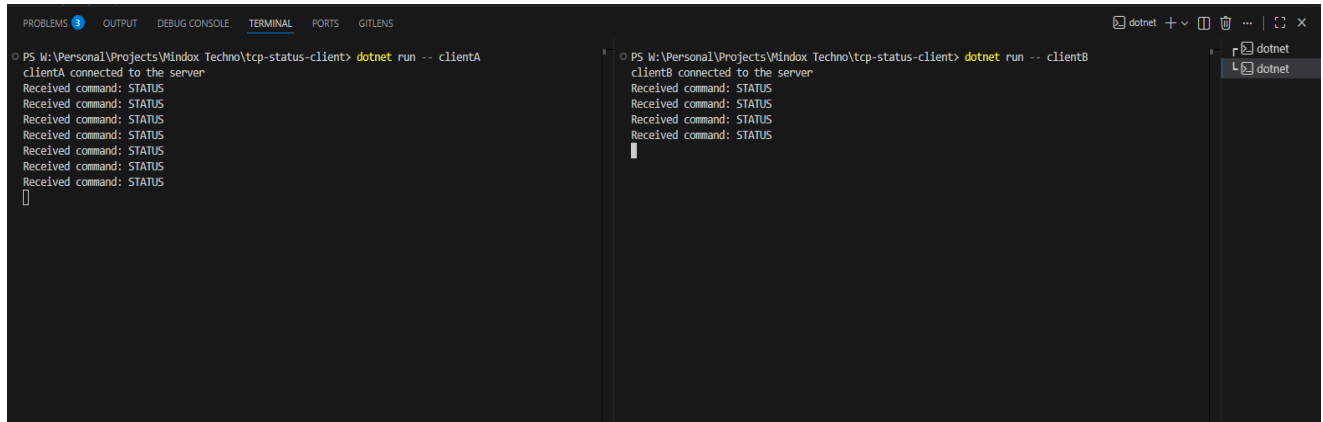 PROBLEMS 3 OUTPUT DEBUG CONSOLE TERMINAL PORTS GITLENS dotnet
PS W:\Personal\Projects\Mindox Techno\tcp-status-client> dotnet run -- clientA
clientA connected to the server
Received command: STATUS
Received command: STATUS
Received command: STATUS
Received command: STATUS
Received command: STATUS
Received command: STATUS
Received command: STATUS
PS W:\Personal\Projects\Mindox Techno\tcp-status-client> dotnet run -- clientB
clientB connected to the server
Received command: STATUS
Received command: STATUS
Received command: STATUS
Received command: STATUS
dotnet
dotnet